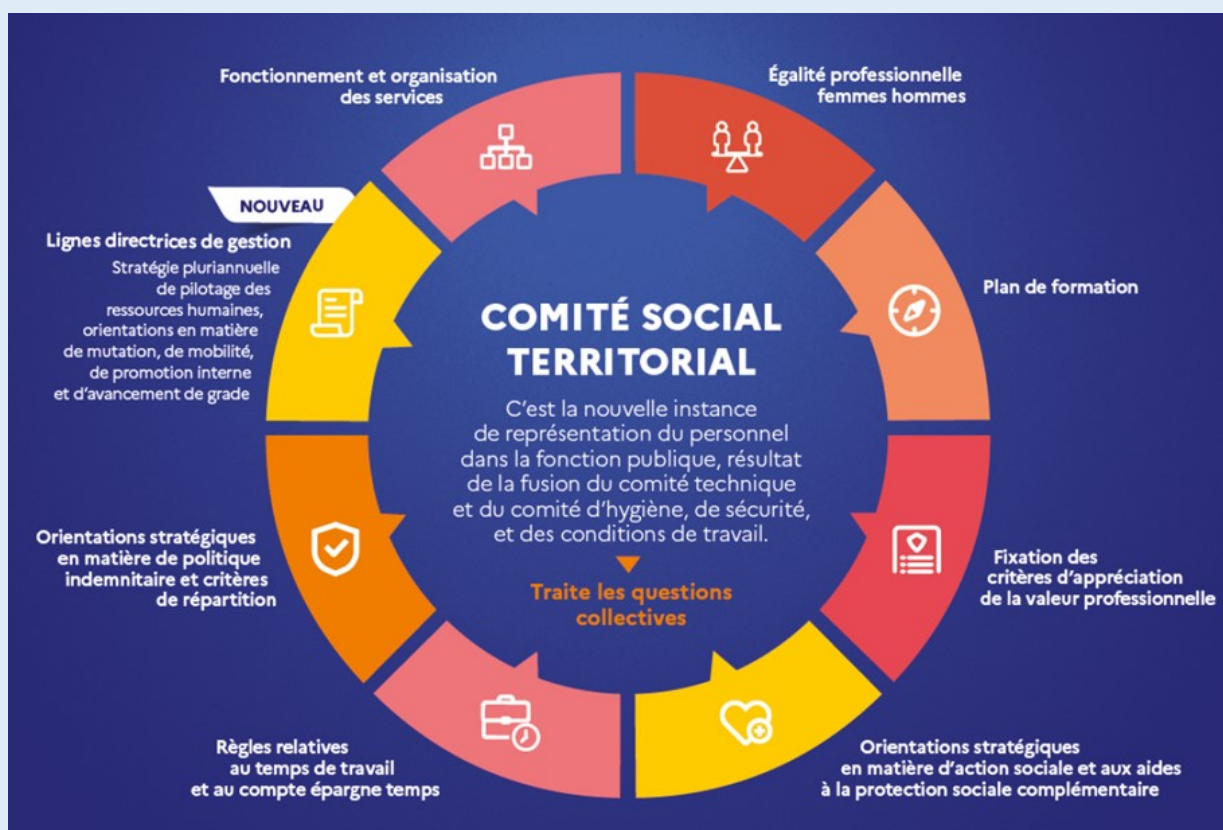 Fonctionnement et organisation
des services
Égalité professionnelle
femmes hommes
NOUVEAU
Lignes directrices de gestion
Stratégie pluriannuelle
de pilotage des
ressources humaines,
orientations en matière
de mutation, de mobilité,
de promotion interne
et d'avancement de grade
Plan de formation
COMITÉ SOCIAL
TERRITORIAL
C'est la nouvelle instance
de représentation du personnel
dans la fonction publique, résultat
de la fusion du comité technique
et du comité d'hygiène, de sécurité,
et des conditions de travail.
Traite les questions
collectives
Orientations stratégiques
en matière de politique
indemnitaire et critères
de répartition
Fixation des
critères d'appréciation
de la valeur professionnelle
Règles relatives
au temps de travail
et au compte épargne temps
Orientations stratégiques
en matière d'action sociale et aux aides
à la protection sociale complémentaire